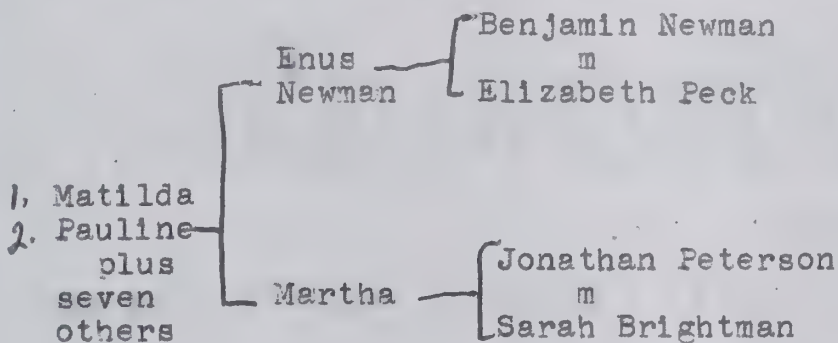 Benjamin Newman
Enus
m
Newman
Elizabeth Peck
1, Matilda
2. Pauline
plus
Jonathan Peterson
seven
Martha
m
others
Sarah Brightman